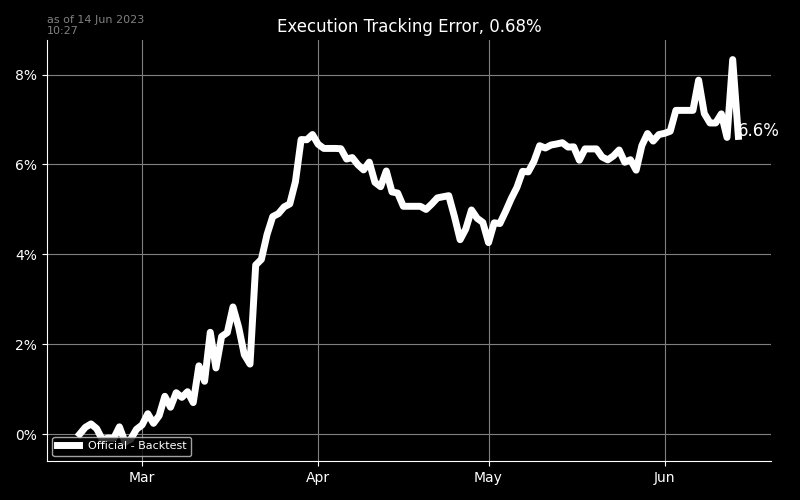 as of 14 Jun 2023
10:27
Execution Tracking Error, 0.68%
8%
6.6%
6%
4%
2%
0%
Official - Backtest
Mar
Apr
May
Jun